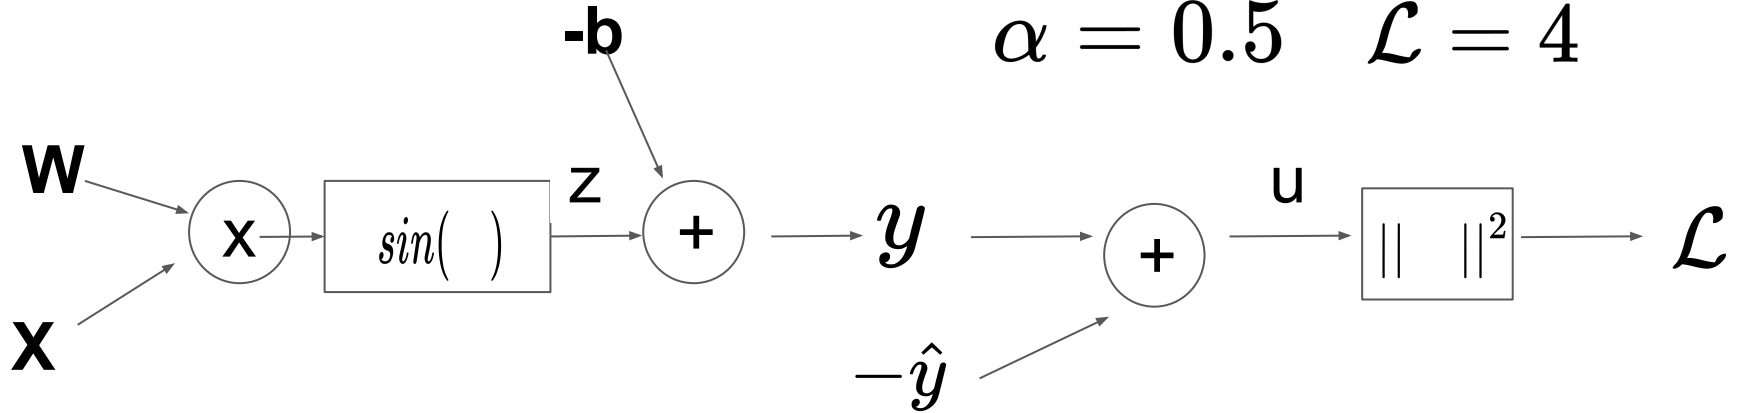 -b
α = 0.5 ℒ = 4
W
x
sin( )
z
+
y
+
u
|| ||²
ℒ
X
−ŷ